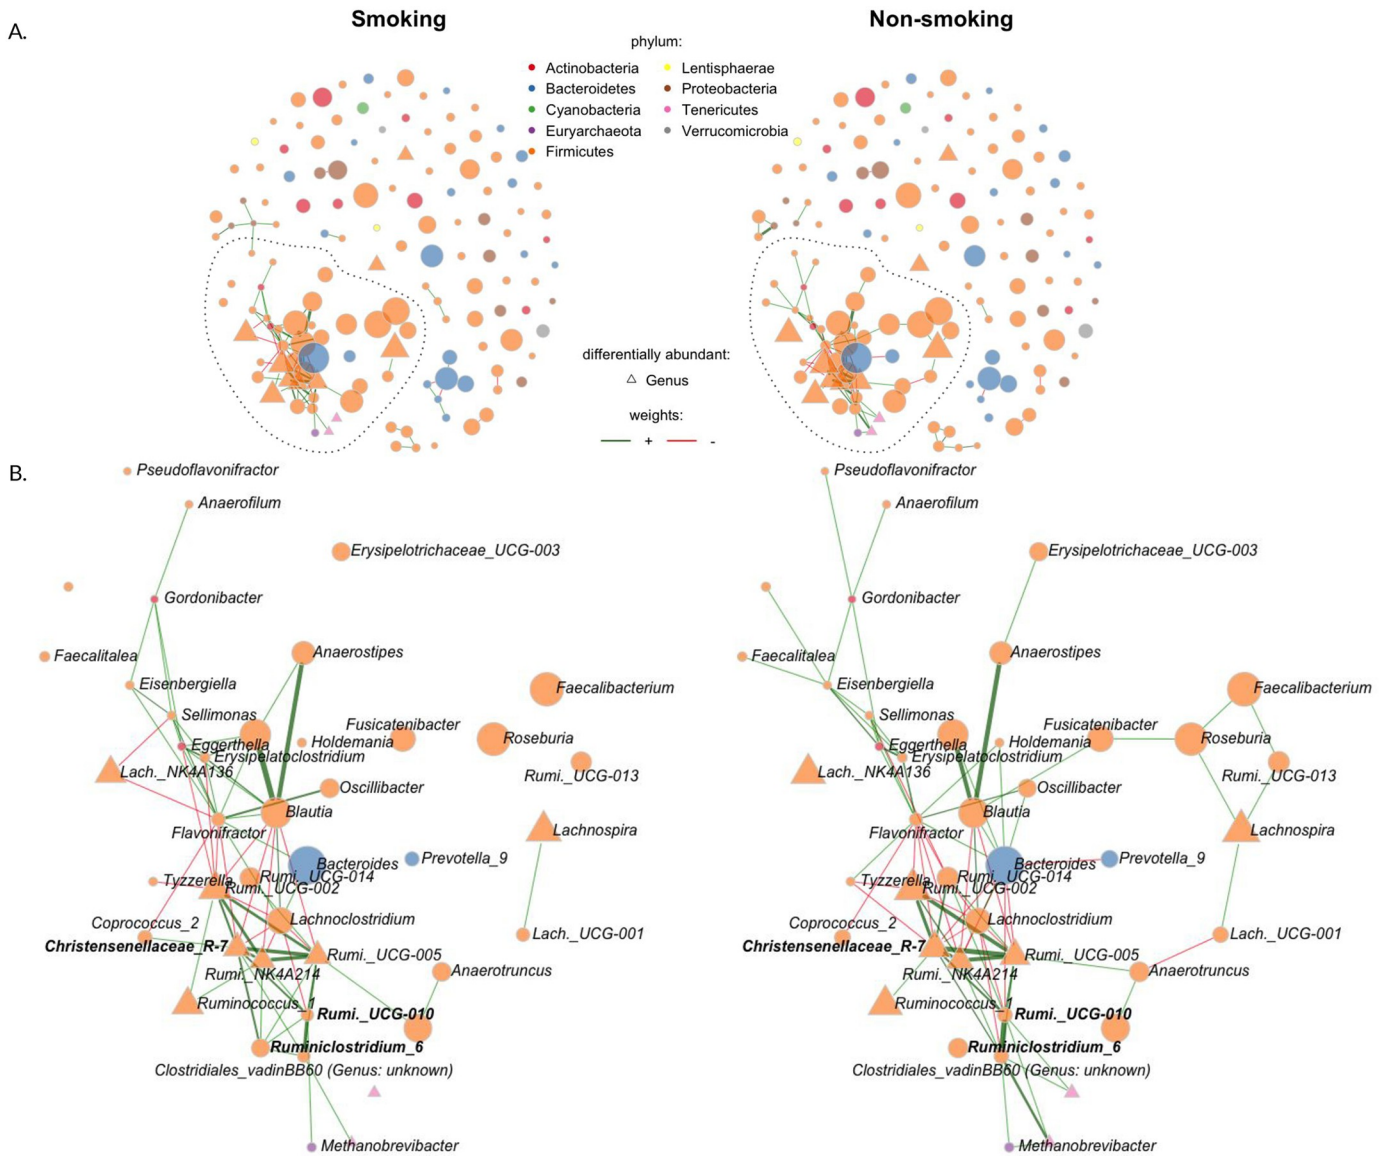 Smoking
Non-smoking
A.
phylum:
Actinobacteria
Lentisphaerae
Bacteroidetes
Proteobacteria
Cyanobacteria
Tenericutes
Euryarchaeota
Verrucomicrobia
Firmicutes
differentially abundant:
Genus
weights:
+ -
B.
Pseudoflavonifractor
Anaerofilum
Erysipelotrichaceae_UCG-003
Gordonibacter
Faecalitalea
Anaerostipes
Eisenbergiella
Faecalibacterium
Sellimonas
Fusicatenibacter
Eggerthella
Holdemania
Roseburia
Erysipelatoclostridium
Lach._NK4A136
Rumi._UCG-013
Oscillibacter
Blautia
Flavonifractor
Lachnospira
Bacteroides
Prevotella_9
Tyzzerella
Rumi._UCG-014
Rumi._UCG-002
Coprococcus_2
Lachnoclostridium
Lach._UCG-001
Christensenellaceae_R-7
Rumi._UCG-005
Rumi._NK4A214
Anaerotruncus
Ruminococcus_1
Rumi._UCG-010
Ruminiclostridium_6
Clostridiales_vadinBB60 (Genus: unknown)
Methanobrevibacter
Pseudoflavonifractor
Anaerofilum
Erysipelotrichaceae_UCG-003
Gordonibacter
Faecalitalea
Anaerostipes
Eisenbergiella
Faecalibacterium
Sellimonas
Fusicatenibacter
Eggerthella
Holdemania
Roseburia
Erysipelatoclostridium
Lach._NK4A136
Rumi._UCG-013
Oscillibacter
Blautia
Flavonifractor
Lachnospira
Bacteroides
Prevotella_9
Tyzzerella
Rumi._UCG-014
Rumi._UCG-002
Coprococcus_2
Lachnoclostridium
Lach._UCG-001
Christensenellaceae_R-7
Rumi._UCG-005
Rumi._NK4A214
Anaerotruncus
Ruminococcus_1
Rumi._UCG-010
Ruminiclostridium_6
Clostridiales_vadinBB60 (Genus: unknown)
Methanobrevibacter